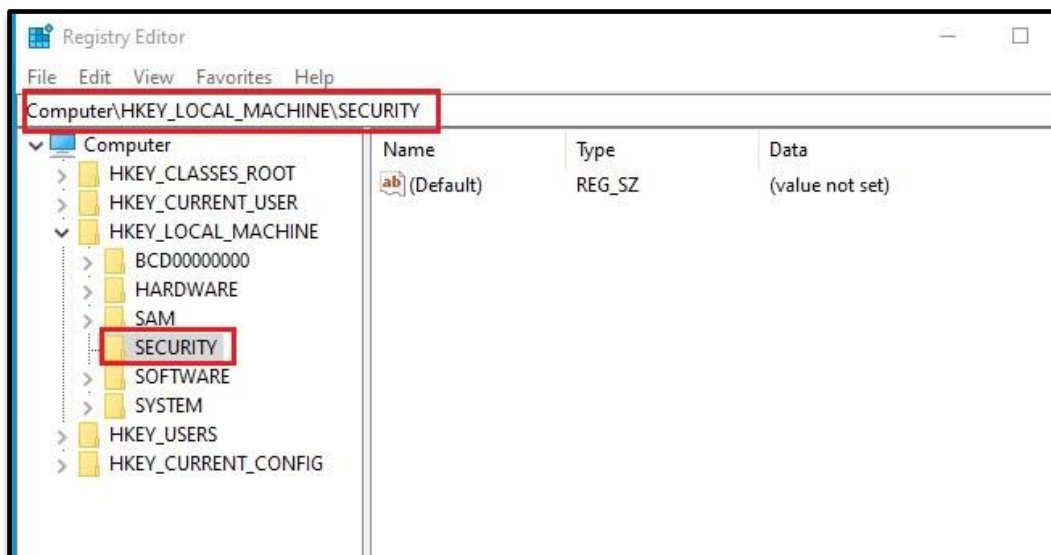 Registry Editor
File Edit View Favorites Help
Computer\HKEY_LOCAL_MACHINE\SECURITY
Computer
HKEY_CLASSES_ROOT
HKEY_CURRENT_USER
HKEY_LOCAL_MACHINE
BCD00000000
HARDWARE
SAM
SECURITY
SOFTWARE
SYSTEM
HKEY_USERS
HKEY_CURRENT_CONFIG
Name Type Data
ab (Default) REG_SZ (value not set)